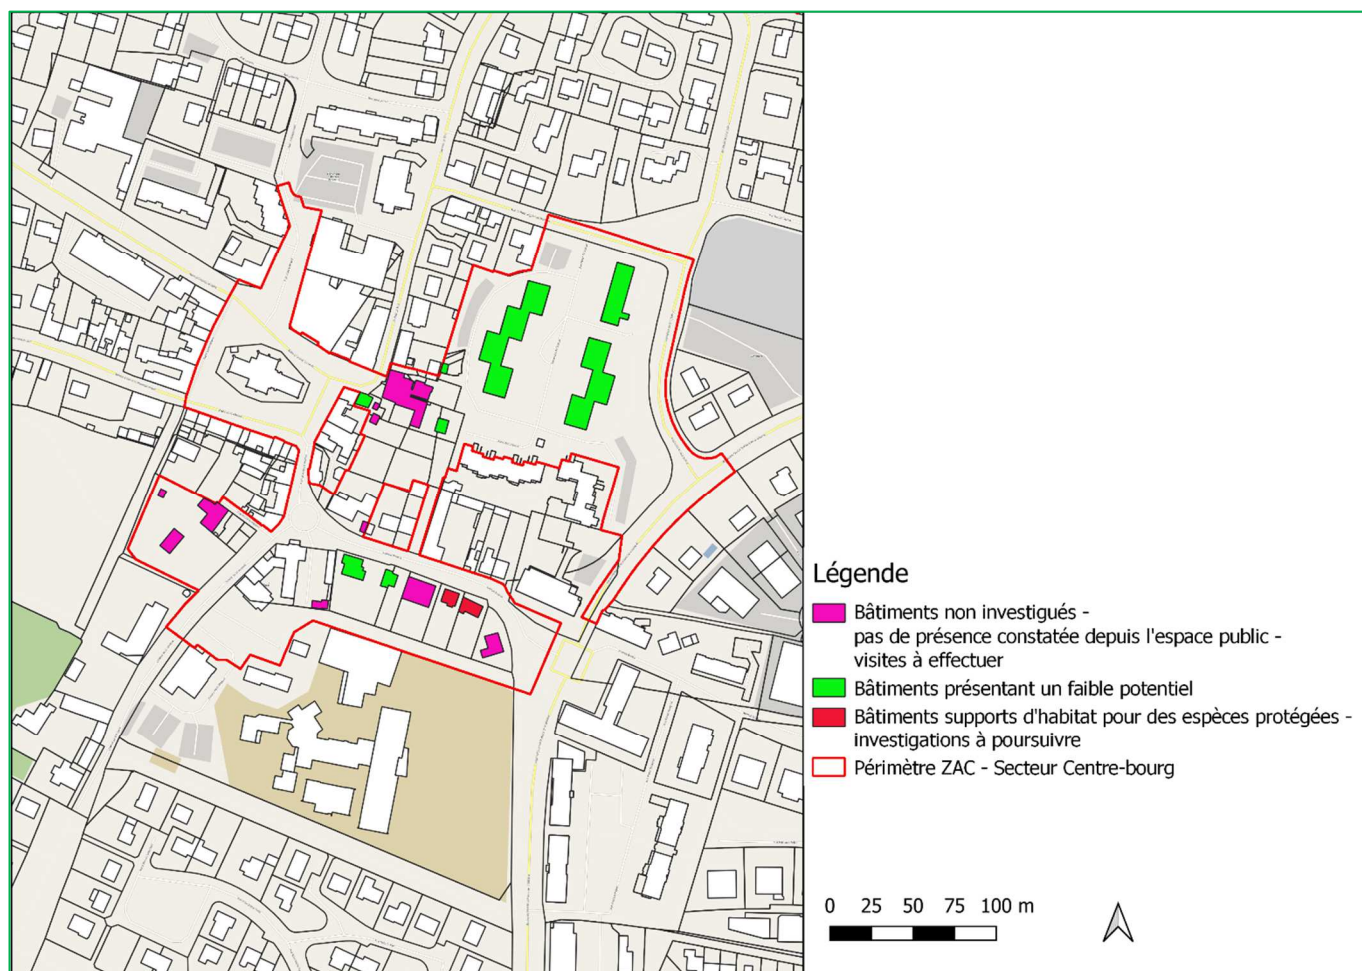 Légende
Bâtiments non investigués -
pas de présence constatée depuis l'espace public -
visites à effectuer
Bâtiments présentant un faible potentiel
Bâtiments supports d'habitat pour des espèces protégées -
investigations à poursuivre
Périmètre ZAC - Secteur Centre-bourg
0 25 50 75 100 m